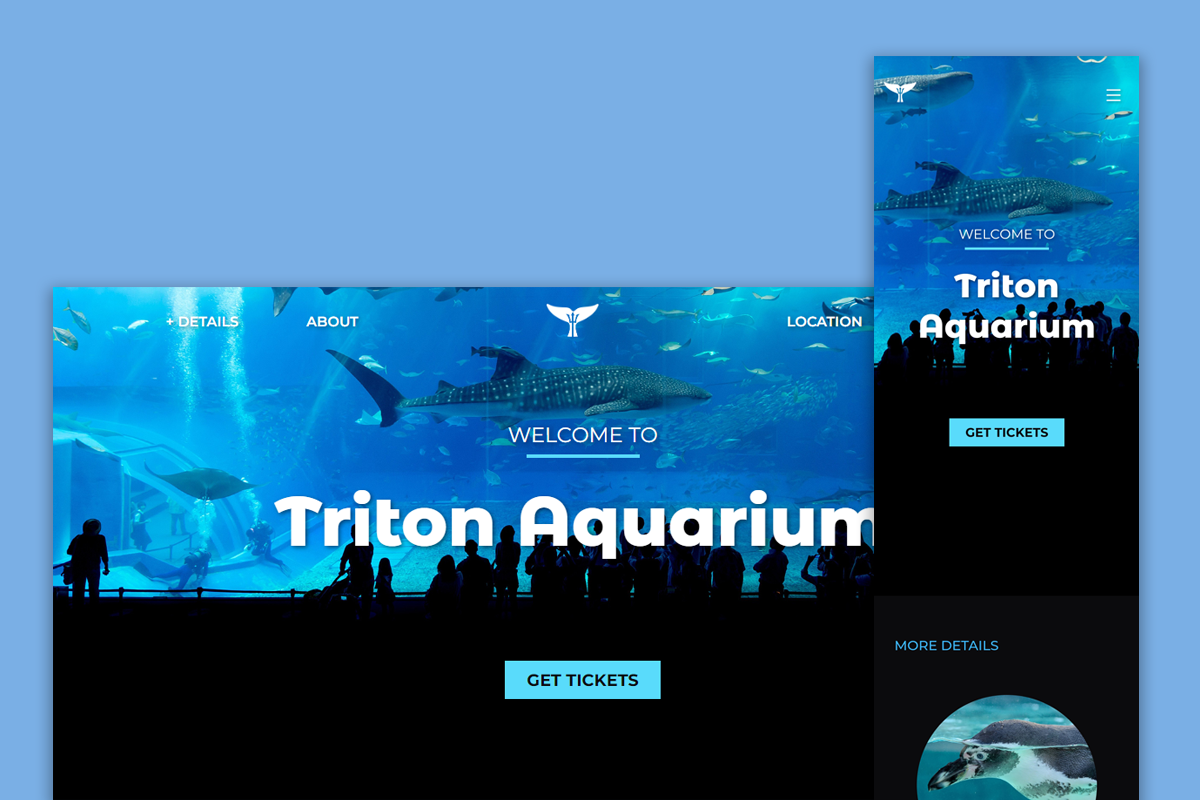 + DETAILS
ABOUT
LOCATION
WELCOME TO
Triton Aquarium
GET TICKETS
WELCOME TO
Triton
Aquarium
GET TICKETS
MORE DETAILS